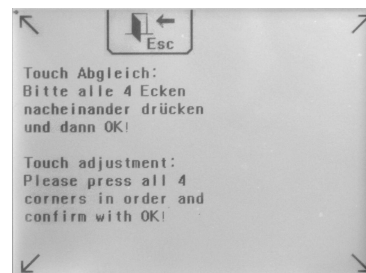 Esc
Touch Abgleich:
Bitte alle 4 Ecken
nacheinander drücken
und dann OK!
Touch adjustment:
Please press all 4
corners in order and
confirm with OK!